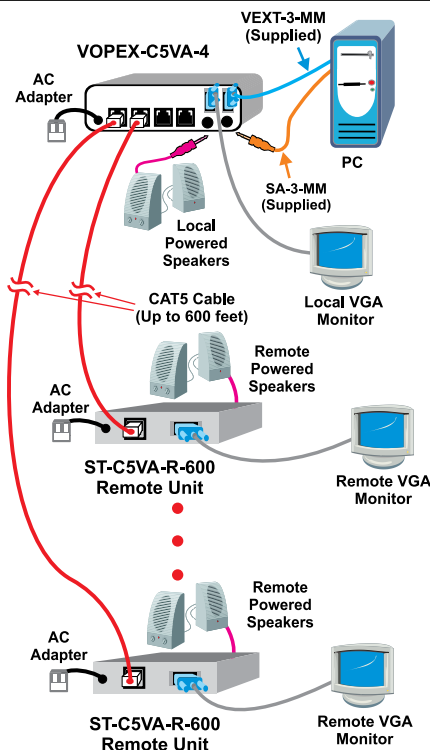 VEXT-3-MM
(Supplied)
VOPEX-C5VA-4
AC
Adapter
PC
SA-3-MM
(Supplied)
Local
Powered
Speakers
CAT5 Cable
(Up to 600 feet)
Local VGA
Monitor
Remote
Powered
Speakers
AC
Adapter
ST-C5VA-R-600
Remote Unit
Remote VGA
Monitor
Remote
Powered
Speakers
AC
Adapter
ST-C5VA-R-600
Remote Unit
Remote VGA
Monitor